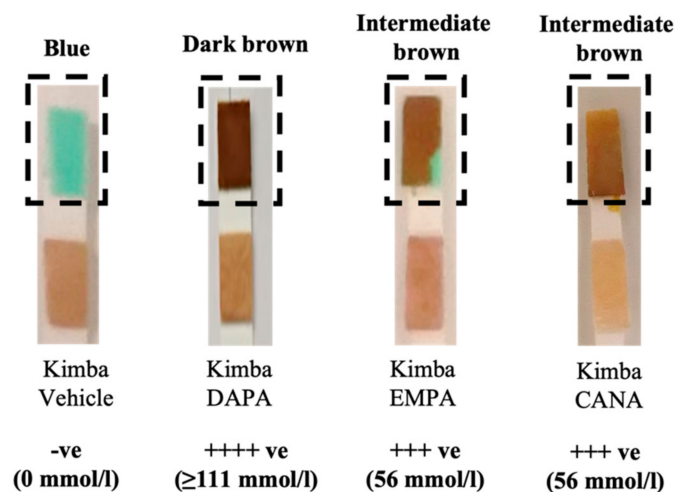 Blue
Dark brown
Intermediate
brown
Intermediate
brown
Kimba
Vehicle
Kimba
DAPA
Kimba
EMPA
Kimba
CANA
-ve
(0 mmol/l)
++++ ve
(≥111 mmol/l)
+++ ve
(56 mmol/l)
+++ ve
(56 mmol/l)